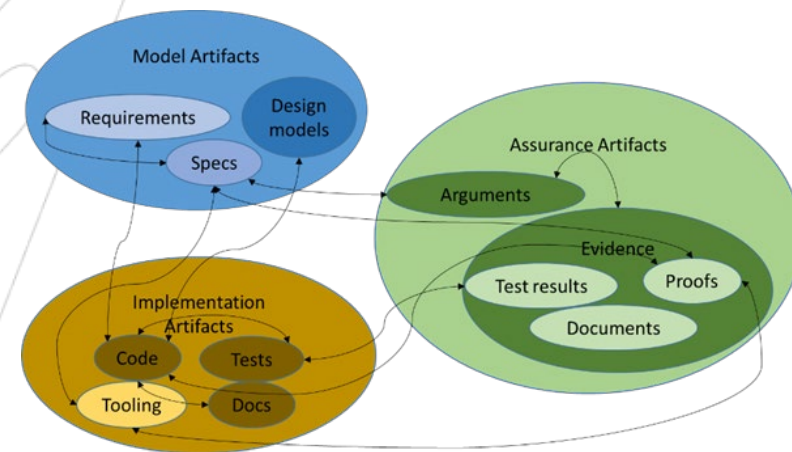 Model Artifacts
Requirements
Design
models
Specs
Assurance Artifacts
Arguments
Evidence
Test results
Proofs
Documents
Implementation
Artifacts
Code
Tests
Tooling
Docs